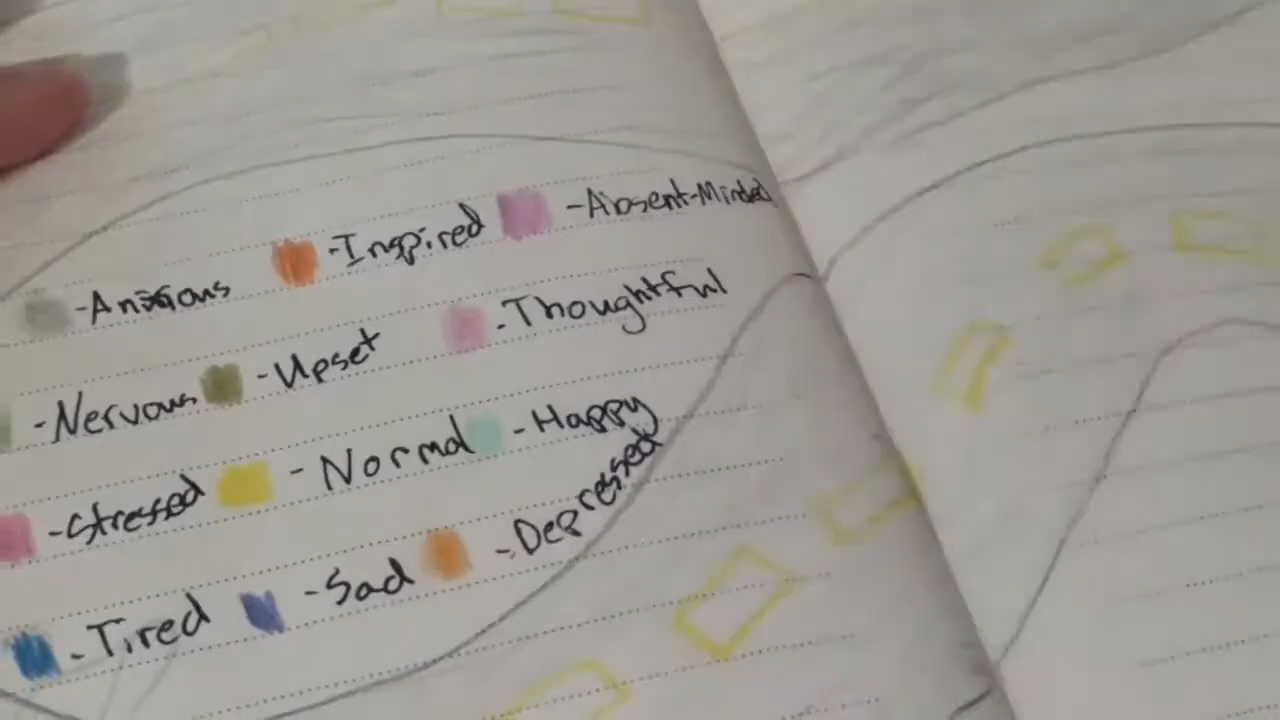 -Anxious -Inspired -Absent-Minded
-Nervous -Upset -Thoughtful
-Stressed - Normal - Happy
-Tired -Sad -Depressed